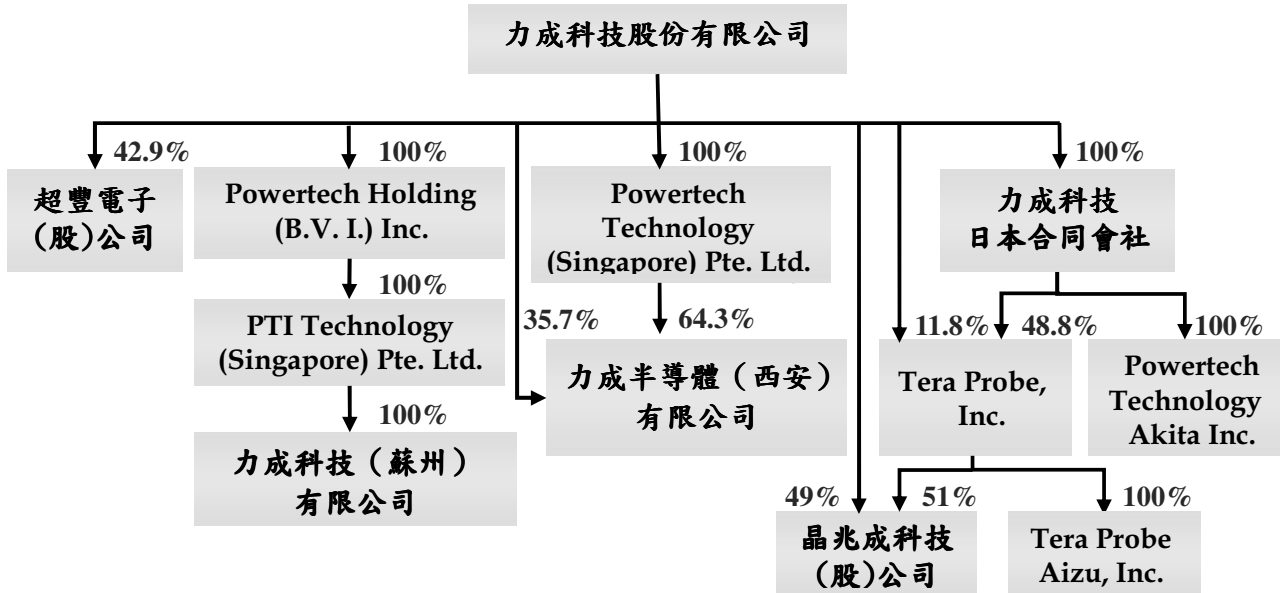 力成科技股份有限公司
42.9%
100%
100%
100%
超豐電子
(股)公司
Powertech Holding
(B.V. I.) Inc.
Powertech
Technology
(Singapore) Pte. Ltd.
力成科技
日本合同會社
100%
35.7%
64.3%
11.8%
48.8%
100%
PTI Technology
(Singapore) Pte. Ltd.
力成半導體（西安）
有限公司
Tera Probe,
Inc.
Powertech
Technology
Akita Inc.
100%
力成科技（蘇州）
有限公司
49%
51%
100%
晶兆成科技
(股)公司
Tera Probe
Aizu, Inc.